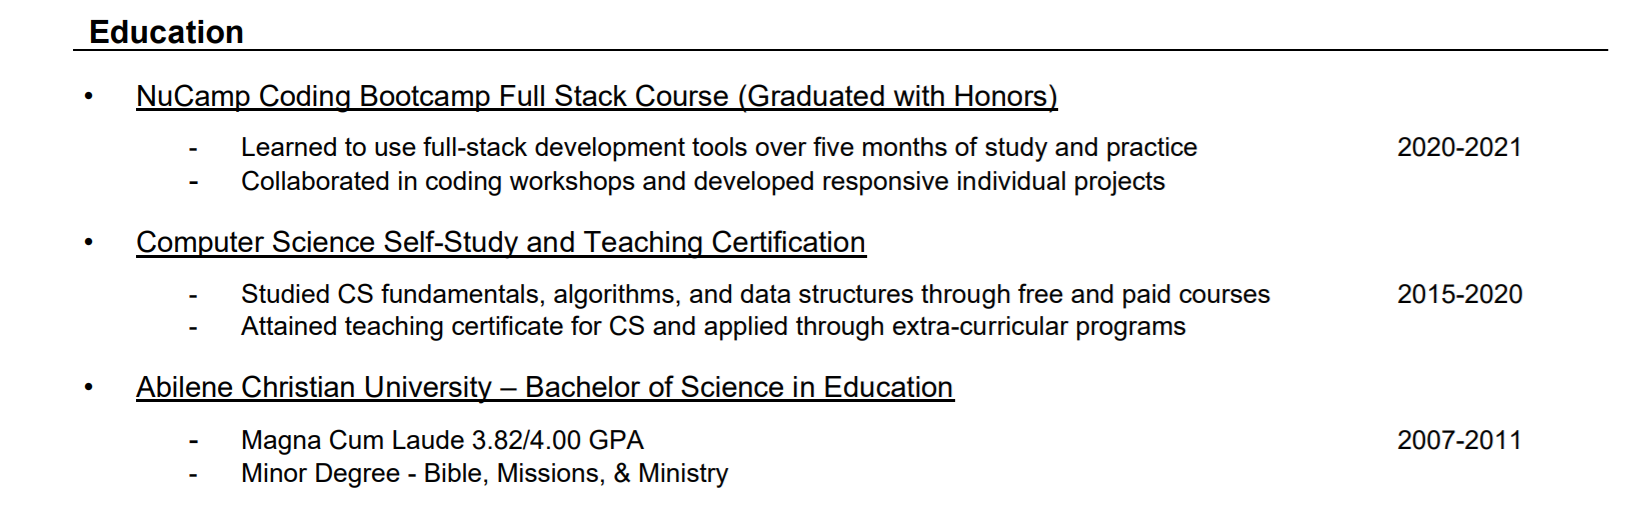 Education
• NuCamp Coding Bootcamp Full Stack Course (Graduated with Honors)
- Learned to use full-stack development tools over five months of study and practice 2020-2021
- Collaborated in coding workshops and developed responsive individual projects
• Computer Science Self-Study and Teaching Certification
- Studied CS fundamentals, algorithms, and data structures through free and paid courses 2015-2020
- Attained teaching certificate for CS and applied through extra-curricular programs
• Abilene Christian University – Bachelor of Science in Education
- Magna Cum Laude 3.82/4.00 GPA 2007-2011
- Minor Degree - Bible, Missions, & Ministry